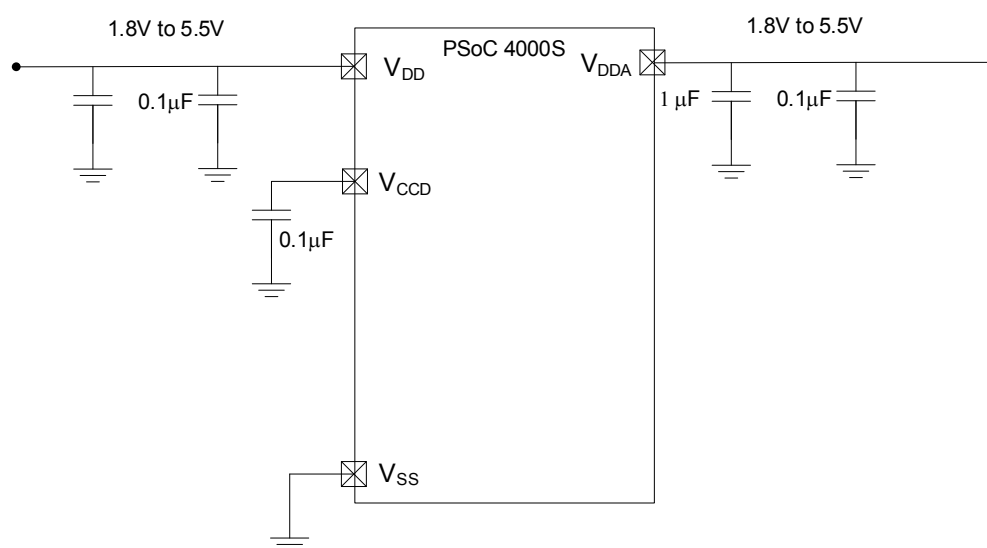 1.8V to 5.5V
1.8V to 5.5V
PSoC 4000S
VDD
VDDA
0.1μF
1 μF
0.1μF
VCCD
0.1μF
VSS